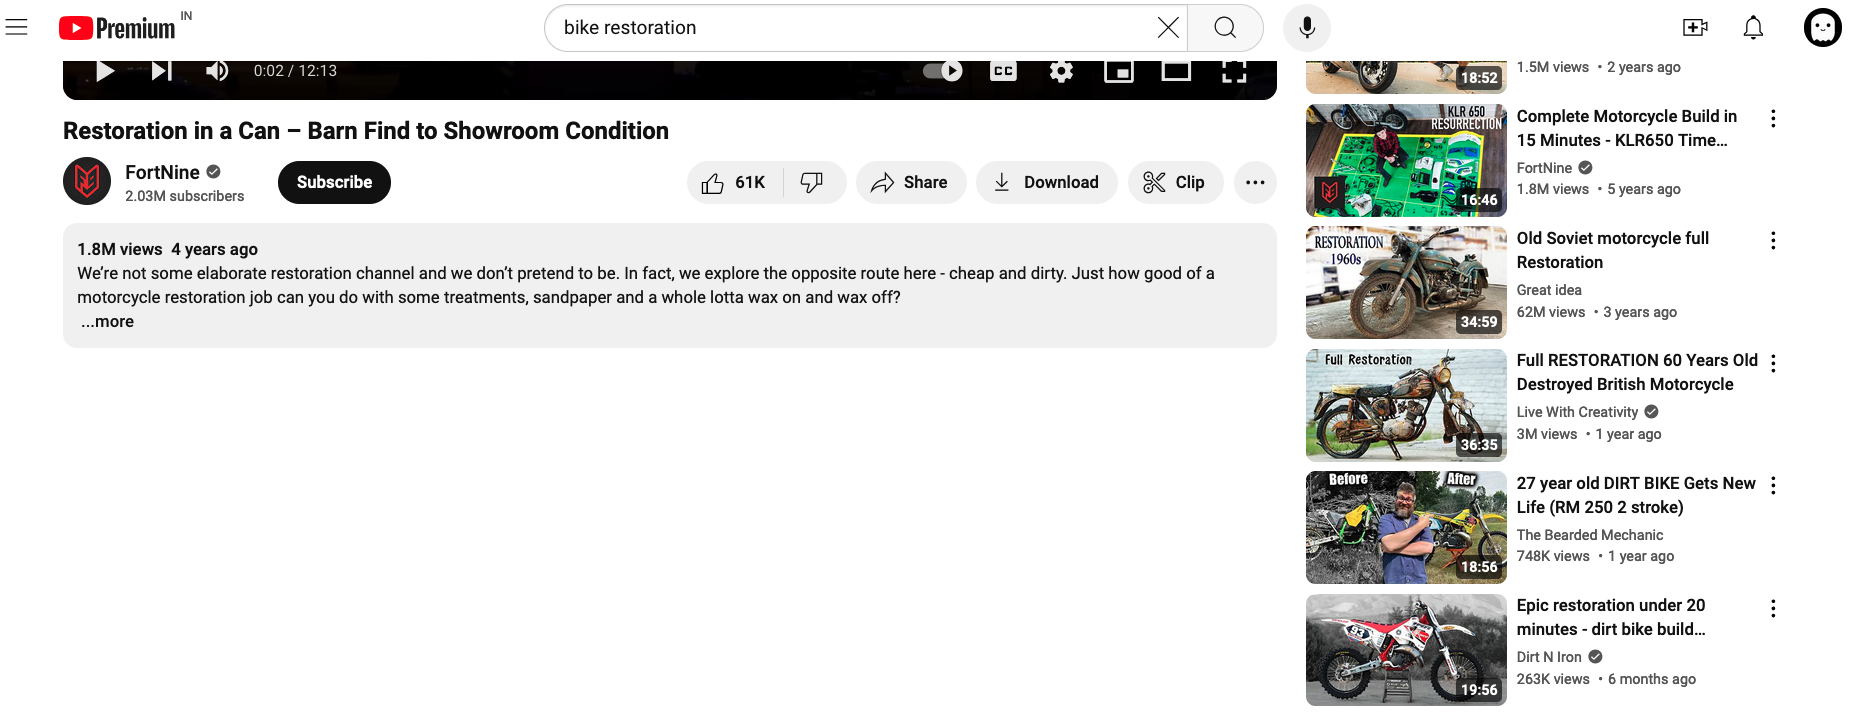 Premium IN
bike restoration
0:02 / 12:13
CC
Restoration in a Can – Barn Find to Showroom Condition
FortNine
2.03M subscribers
Subscribe
61K
Share
Download
Clip
1.8M views 4 years ago
We’re not some elaborate restoration channel and we don’t pretend to be. In fact, we explore the opposite route here - cheap and dirty. Just how good of a
motorcycle restoration job can you do with some treatments, sandpaper and a whole lotta wax on and wax off?
...more
18:52
1.5M views • 2 years ago
KLR 650
RESURRECTION
16:46
Complete Motorcycle Build in
15 Minutes - KLR650 Time...
FortNine
1.8M views • 5 years ago
RESTORATION
1960s
34:59
Old Soviet motorcycle full
Restoration
Great idea
62M views • 3 years ago
Full Restoration
36:35
Full RESTORATION 60 Years Old
Destroyed British Motorcycle
Live With Creativity
3M views • 1 year ago
Before After
18:56
27 year old DIRT BIKE Gets New
Life (RM 250 2 stroke)
The Bearded Mechanic
748K views • 1 year ago
93
19:56
Epic restoration under 20
minutes - dirt bike build...
Dirt N Iron
263K views • 6 months ago